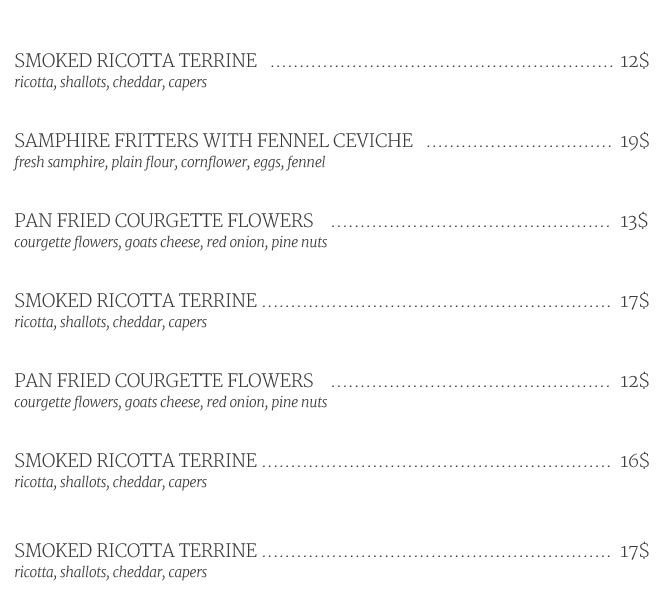 SMOKED RICOTTA TERRINE ........................................................... 12$
ricotta, shallots, cheddar, capers
SAMPHIRE FRITTERS WITH FENNEL CEVICHE ................................ 19$
fresh samphire, plain flour, cornflower, eggs, fennel
PAN FRIED COURGETTE FLOWERS ................................................ 13$
courgette flowers, goats cheese, red onion, pine nuts
SMOKED RICOTTA TERRINE ............................................................ 17$
ricotta, shallots, cheddar, capers
PAN FRIED COURGETTE FLOWERS ................................................ 12$
courgette flowers, goats cheese, red onion, pine nuts
SMOKED RICOTTA TERRINE ............................................................ 16$
ricotta, shallots, cheddar, capers
SMOKED RICOTTA TERRINE ............................................................ 17$
ricotta, shallots, cheddar, capers